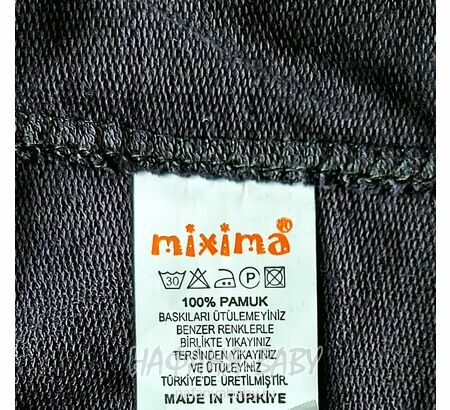 mixima
30 P
100% PAMUK
BASKILARI ÜTÜLEMEYİNİZ
BENZER RENKLERLE
BİRLİKTE YIKAYINIZ
TERSİNDEN YIKAYINIZ
VE ÜTÜLEYİNİZ
TÜRKİYE'DE ÜRETİLMİŞTİR.
MADE IN TÜRKİYE